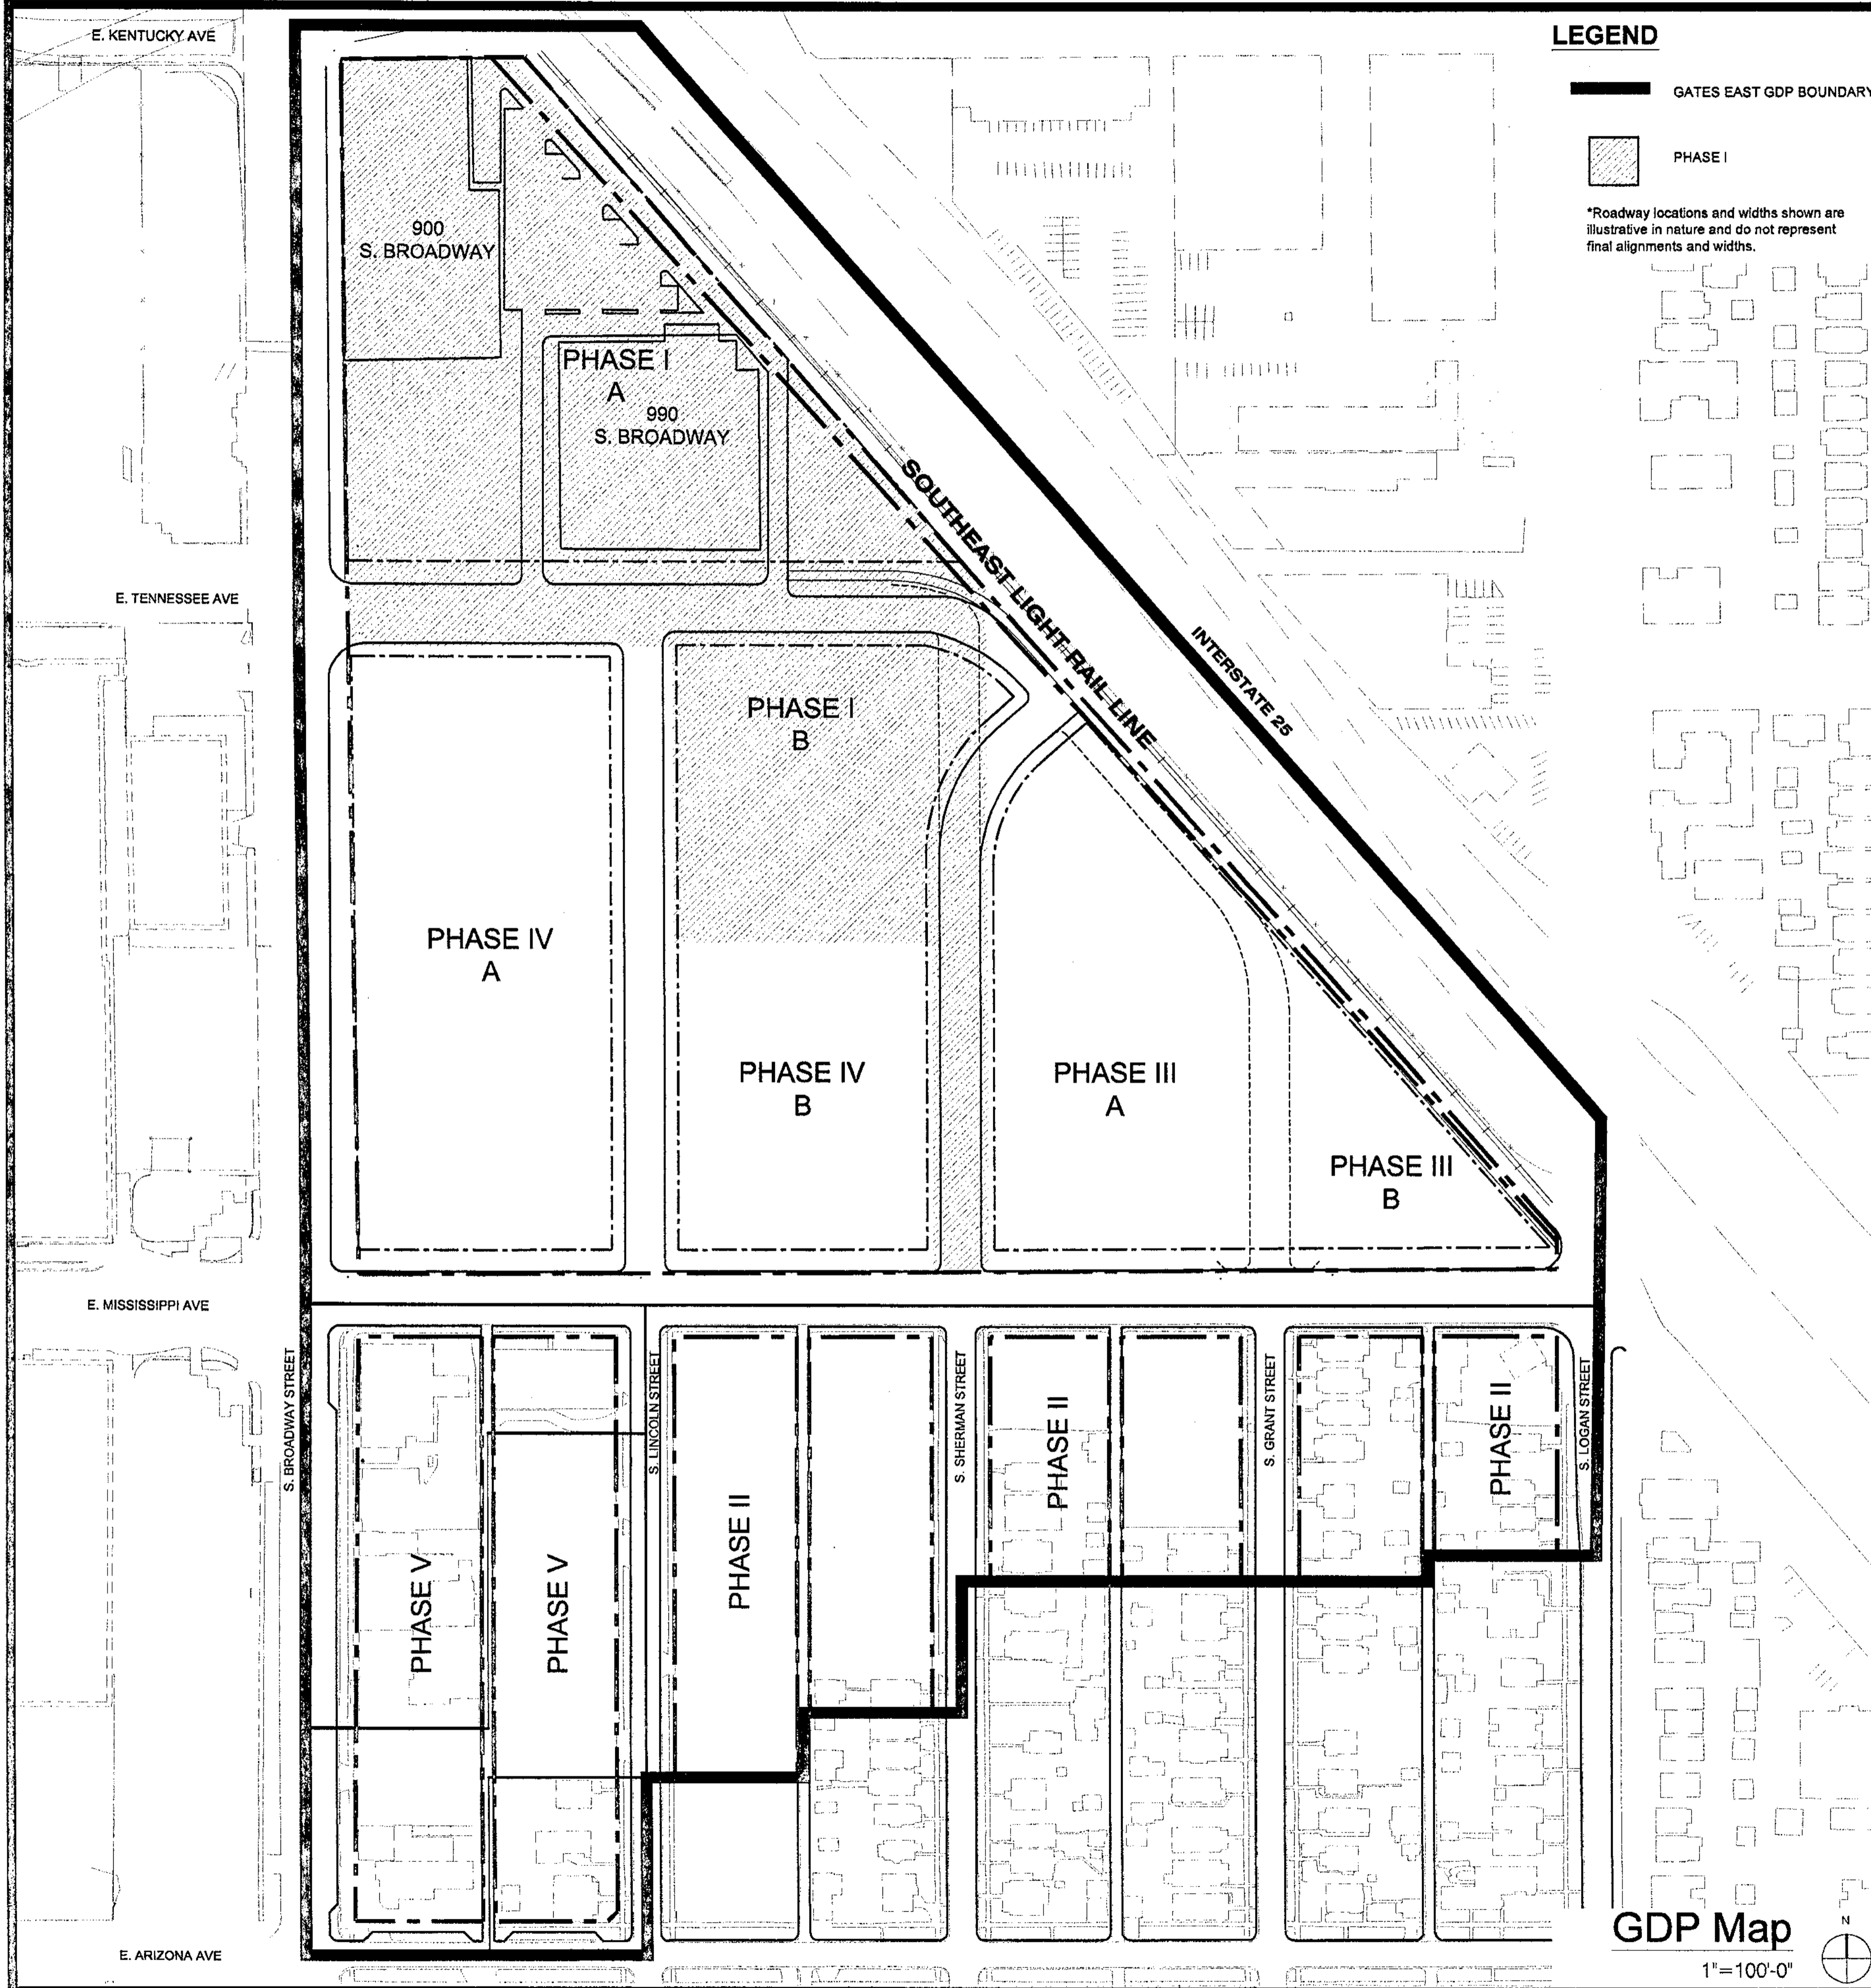 E. KENTUCKY AVE
LEGEND
GATES EAST GDP BOUNDARY
PHASE I
*Roadway locations and widths shown are
illustrative in nature and do not represent
final alignments and widths.
900
S. BROADWAY
PHASE I
A
990
S. BROADWAY
SOUTHEAST LIGHT RAIL LINE
INTERSTATE 25
E. TENNESSEE AVE
PHASE I
B
PHASE IV
A
PHASE IV
B
PHASE III
A
PHASE III
B
E. MISSISSIPPI AVE
S. BROADWAY STREET
S. LINCOLN STREET
S. SHERMAN STREET
S. GRANT STREET
S. LOGAN STREET
PHASE V
PHASE V
PHASE II
PHASE II
PHASE II
E. ARIZONA AVE
GDP Map
1"=100'-0"
N